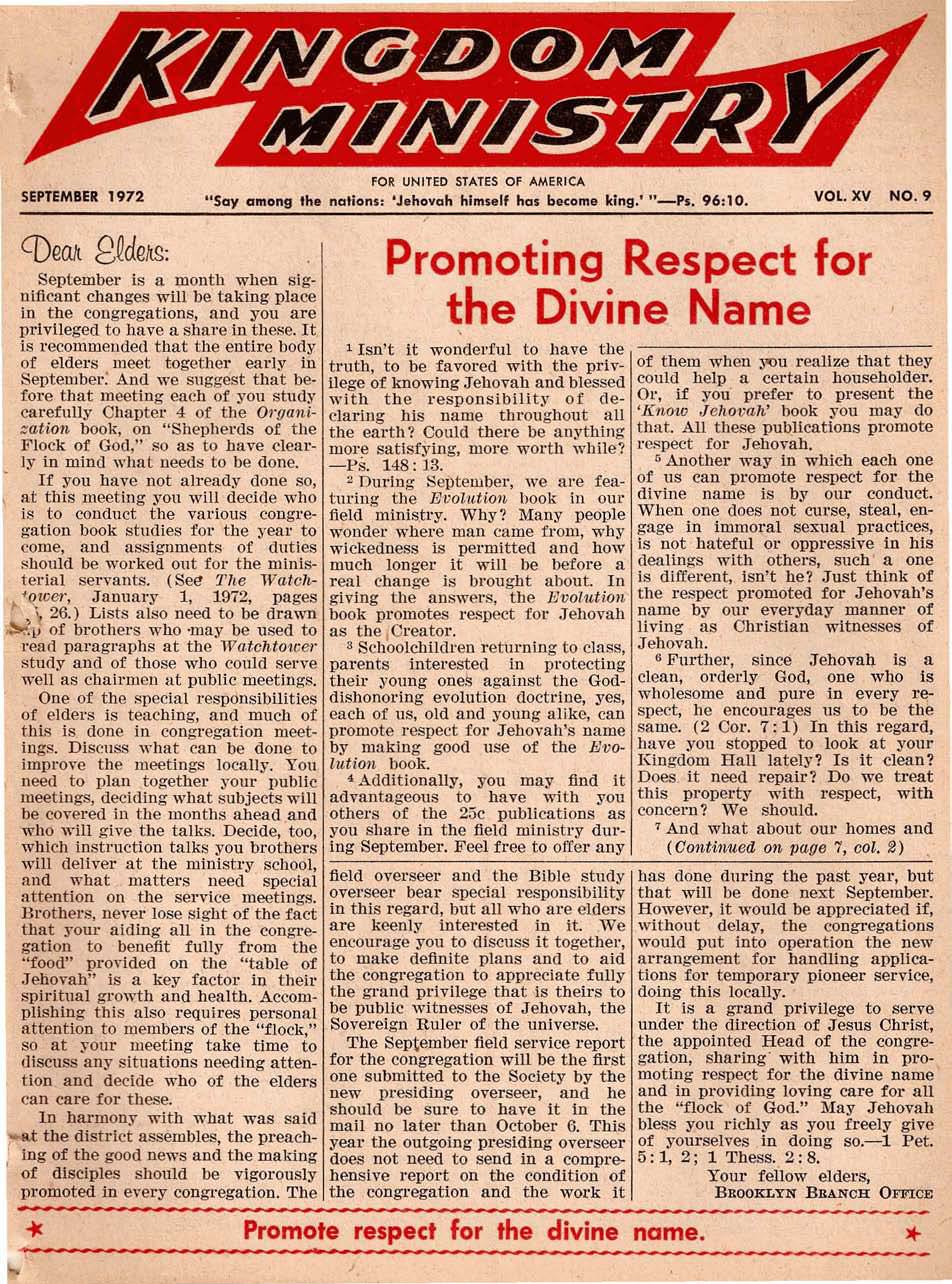 KINGDOM
MINISTRY
FOR UNITED STATES OF AMERICA
SEPTEMBER 1972
"Say among the nations: 'Jehovah himself has become king.'"—Ps. 96:10.
VOL. XV NO. 9
Dear Elders:
September is a month when sig-
nificant changes will be taking place
in the congregations, and you are
privileged to have a share in these. It
is recommended that the entire body
of elders meet together early in
September. And we suggest that be-
fore that meeting each of you study
carefully Chapter 4 of the Organi-
zation book, on "Shepherds of the
Flock of God," so as to have clear-
ly in mind what needs to be done.
If you have not already done so,
at this meeting you will decide who
is to conduct the various congre-
gation book studies for the year to
come, and assignments of duties
should be worked out for the minis-
terial servants. (See The Watch-
tower, January 1, 1972, pages
26.) Lists also need to be drawn
up of brothers who may be used to
read paragraphs at the Watchtower
study and of those who could serve
well as chairmen at public meetings.
One of the special responsibilities
of elders is teaching, and much of
this is done in congregation meet-
ings. Discuss what can be done to
improve the meetings locally. You
need to plan together your public
meetings, deciding what subjects will
be covered in the months ahead and
who will give the talks. Decide, too,
which instruction talks you brothers
will deliver at the ministry school,
and what matters need special
attention on the service meetings.
Brothers, never lose sight of the fact
that your aiding all in the congre-
gation to benefit fully from the
"food" provided on the "table of
Jehovah" is a key factor in their
spiritual growth and health. Accom-
plishing this also requires personal
attention to members of the "flock,"
so at your meeting take time to
discuss any situations needing atten-
tion and decide who of the elders
can care for these.
In harmony with what was said
at the district assembles, the preach-
ing of the good news and the making
of disciples should be vigorously
promoted in every congregation. The
field overseer and the Bible study
overseer bear special responsibility
in this regard, but all who are elders
are keenly interested in it. We
encourage you to discuss it together,
to make definite plans and to aid
the congregation to appreciate fully
the grand privilege that is theirs to
be public witnesses of Jehovah, the
Sovereign Ruler of the universe.
The September field service report
for the congregation will be the first
one submitted to the Society by the
new presiding overseer, and he
should be sure to have it in the
mail no later than October 6. This
year the outgoing presiding overseer
does not need to send in a compre-
hensive report on the condition of
the congregation and the work it
has done during the past year, but
that will be done next September.
However, it would be appreciated if,
without delay, the congregations
would put into operation the new
arrangement for handling applica-
tions for temporary pioneer service,
doing this locally.
It is a grand privilege to serve
under the direction of Jesus Christ,
the appointed Head of the congre-
gation, sharing with him in pro-
moting respect for the divine name
and in providing loving care for all
the "flock of God." May Jehovah
bless you richly as you freely give
of yourselves in doing so.—1 Pet.
5:1, 2; 1 Thess. 2:8.
Your fellow elders,
BROOKLYN BRANCH OFFICE
Promoting Respect for
the Divine Name
1 Isn't it wonderful to have the
truth, to be favored with the priv-
ilege of knowing Jehovah and blessed
with the responsibility of de-
claring his name throughout all
the earth? Could there be anything
more satisfying, more worth while?
—Ps. 148:13.
2 During September, we are fea-
turing the Evolution book in our
field ministry. Why? Many people
wonder where man came from, why
wickedness is permitted and how
much longer it will be before a
real change is brought about. In
giving the answers, the Evolution
book promotes respect for Jehovah
as the Creator.
3 Schoolchildren returning to class,
parents interested in protecting
their young ones against the God-
dishonoring evolution doctrine, yes,
each of us, old and young alike, can
promote respect for Jehovah's name
by making good use of the Evo-
lution book.
4 Additionally, you may find it
advantageous to have with you
others of the 25c publications as
you share in the field ministry dur-
ing September. Feel free to offer any
of them when you realize that they
could help a certain householder.
Or, if you prefer to present the
'Know Jehovah' book you may do
that. All these publications promote
respect for Jehovah.
5 Another way in which each one
of us can promote respect for the
divine name is by our conduct.
When one does not curse, steal, en-
gage in immoral sexual practices,
is not hateful or oppressive in his
dealings with others, such a one
is different, isn't he? Just think of
the respect promoted for Jehovah's
name by our everyday manner of
living as Christian witnesses of
Jehovah.
6 Further, since Jehovah is a
clean, orderly God, one who is
wholesome and pure in every re-
spect, he encourages us to be the
same. (2 Cor. 7:1) In this regard,
have you stopped to look at your
Kingdom Hall lately? Is it clean?
Does it need repair? Do we treat
this property with respect, with
concern? We should.
7 And what about our homes and
(Continued on page 7, col. 2)
★ Promote respect for the divine name. ★